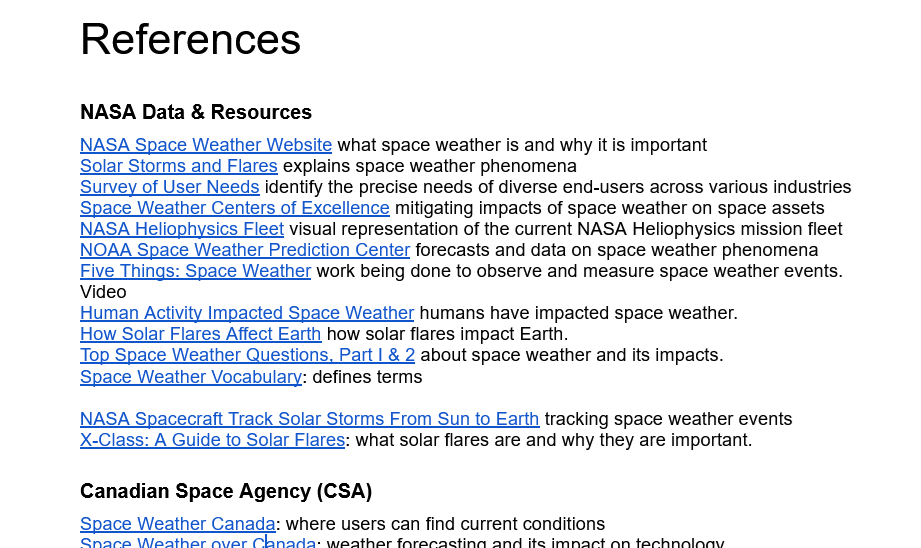 References
NASA Data & Resources
NASA Space Weather Website what space weather is and why it is important
Solar Storms and Flares explains space weather phenomena
Survey of User Needs identify the precise needs of diverse end-users across various industries
Space Weather Centers of Excellence mitigating impacts of space weather on space assets
NASA Heliophysics Fleet visual representation of the current NASA Heliophysics mission fleet
NOAA Space Weather Prediction Center forecasts and data on space weather phenomena
Five Things: Space Weather work being done to observe and measure space weather events.
Video
Human Activity Impacted Space Weather humans have impacted space weather.
How Solar Flares Affect Earth how solar flares impact Earth.
Top Space Weather Questions, Part I & 2 about space weather and its impacts.
Space Weather Vocabulary: defines terms
NASA Spacecraft Track Solar Storms From Sun to Earth tracking space weather events
X-Class: A Guide to Solar Flares: what solar flares are and why they are important.
Canadian Space Agency (CSA)
Space Weather Canada: where users can find current conditions
Space Weather over Canada: weather forecasting and its impact on technology